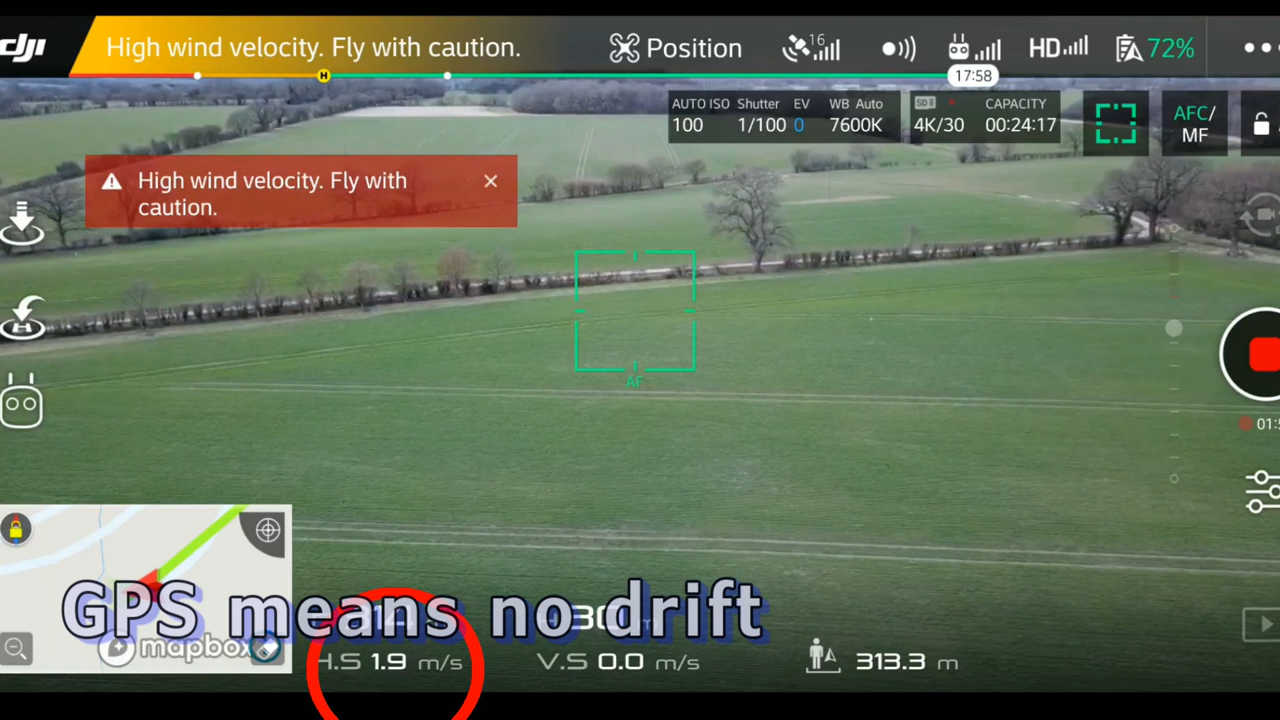 dji
High wind velocity. Fly with caution.
Position
16
HD
72%
17:58
H
AUTO ISO
100
Shutter
1/100
EV
0
WB Auto
7600K
4K/30
CAPACITY
00:24:17
AFC/
MF
High wind velocity. Fly with
caution.
AF
GPS means no drift
30
mapbox
H.S 1.9 m/s
V.S 0.0 m/s
313.3 m